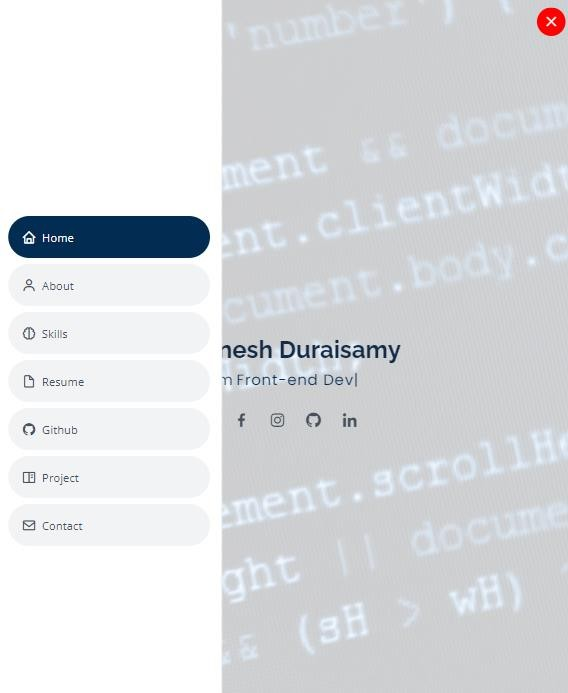 'number') (
ment && docum
ent.clientWidt
cument.body.c
Width)
nesh Duraisamy
m Front-end Dev|
ement.scrollHe
ght || docume
&& (sH > wH)
Home
About
Skills
Resume
Github
Project
Contact